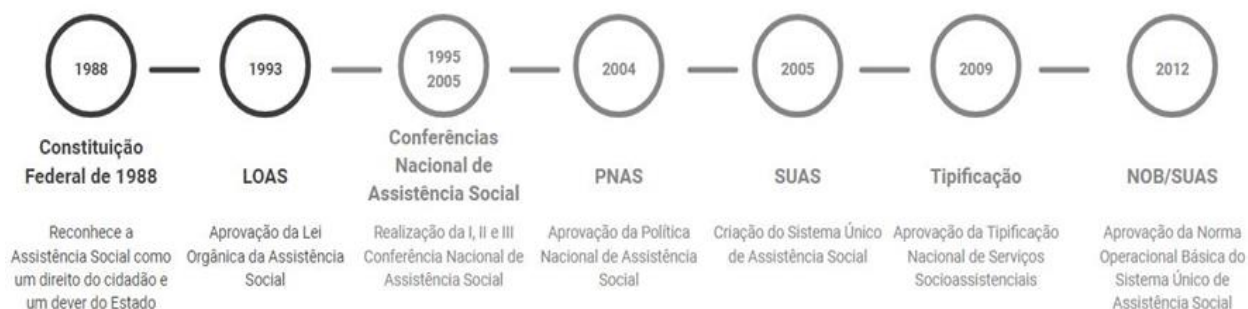 1988
Constituição
Federal de 1988
Reconhece a
Assistência Social como
um direito do cidadão e
um dever do Estado
1993
LOAS
Aprovação da Lei
Orgânica da Assistência
Social
1995
2005
Conferências
Nacional de
Assistência Social
Realização da I, II e III
Conferência Nacional de
Assistência Social
2004
PNAS
Aprovação da Política
Nacional de Assistência
Social
2005
SUAS
Criação do Sistema Único
de Assistência Social
2009
Tipificação
Aprovação da Tipificação
Nacional de Serviços
Socioassistenciais
2012
NOB/SUAS
Aprovação da Norma
Operacional Básica do
Sistema Único de
Assistência Social